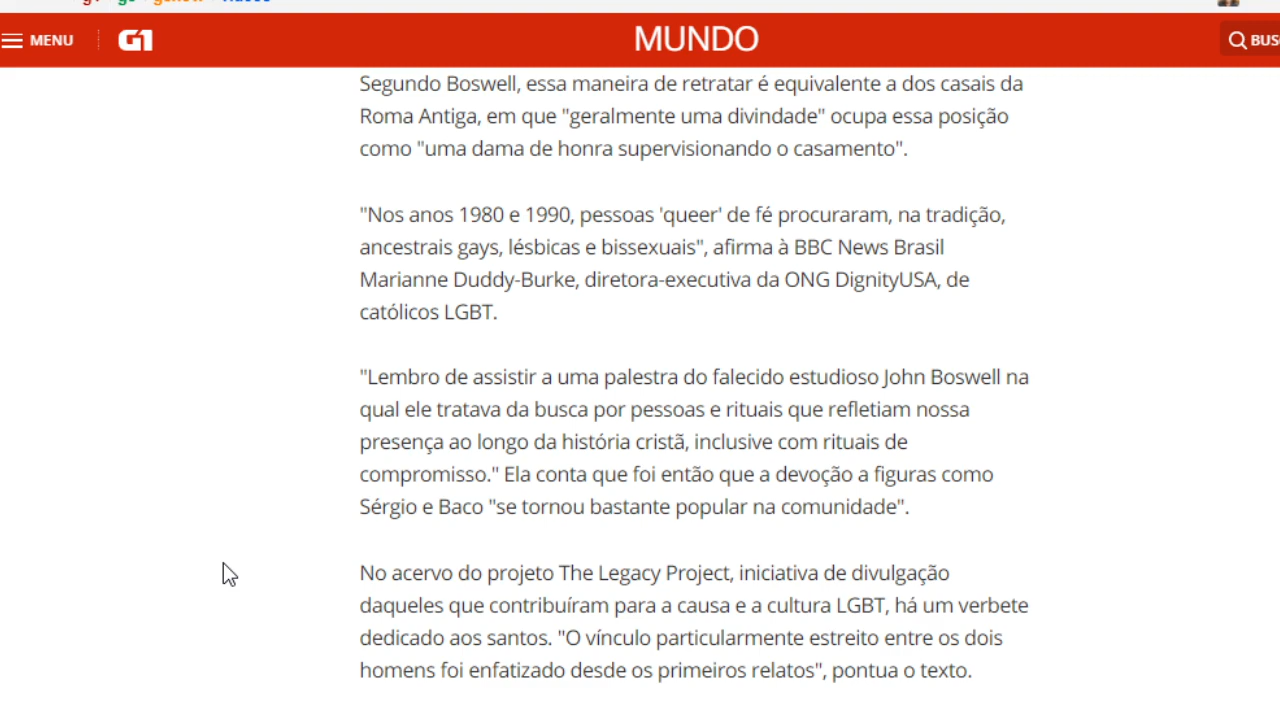 MENU
G1
MUNDO
Segundo Boswell, essa maneira de retratar é equivalente a dos casais da
Roma Antiga, em que "geralmente uma divindade" ocupa essa posição
como "uma dama de honra supervisionando o casamento".
"Nos anos 1980 e 1990, pessoas 'queer' de fé procuraram, na tradição,
ancestrais gays, lésbicas e bissexuais", afirma à BBC News Brasil
Marianne Duddy-Burke, diretora-executiva da ONG DignityUSA, de
católicos LGBT.
"Lembro de assistir a uma palestra do falecido estudioso John Boswell na
qual ele tratava da busca por pessoas e rituais que refletiam nossa
presença ao longo da história cristã, inclusive com rituais de
compromisso." Ela conta que foi então que a devoção a figuras como
Sérgio e Baco "se tornou bastante popular na comunidade".
No acervo do projeto The Legacy Project, iniciativa de divulgação
daqueles que contribuíram para a causa e a cultura LGBT, há um verbete
dedicado aos santos. "O vínculo particularmente estreito entre os dois
homens foi enfatizado desde os primeiros relatos", pontua o texto.